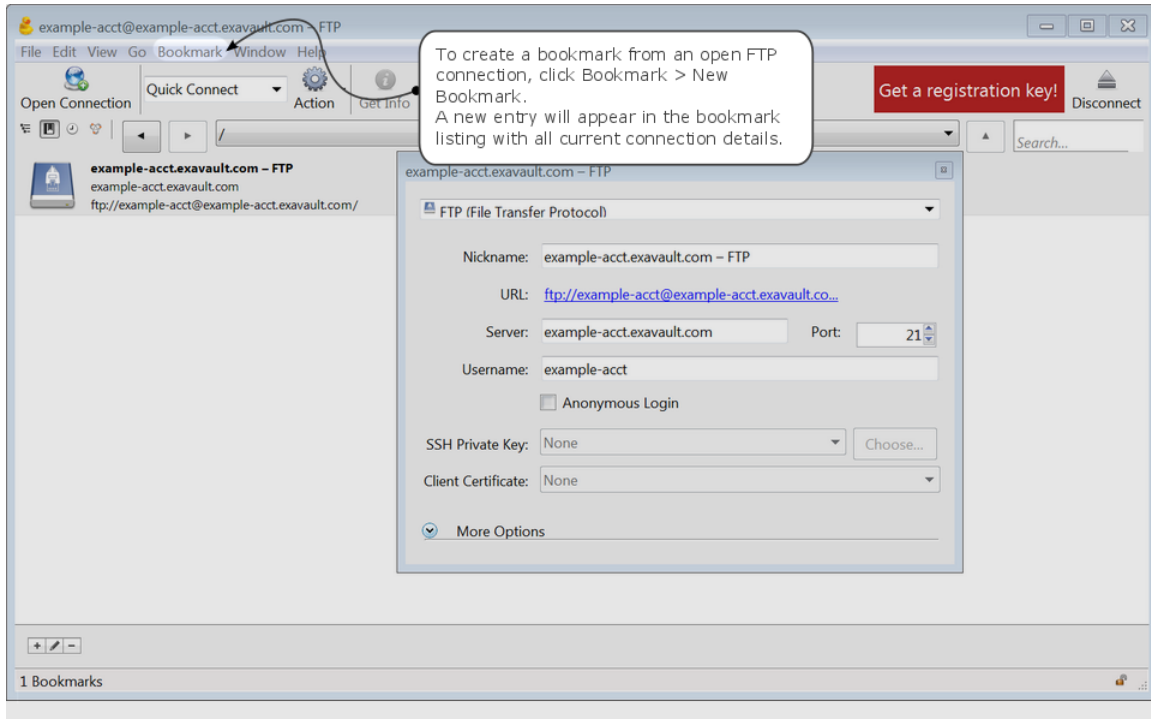 example-acct@example-acct.exavault.com – FTP
File Edit View Go Bookmark Window Help
To create a bookmark from an open FTP
connection, click Bookmark > New
Bookmark.
A new entry will appear in the bookmark
listing with all current connection details.
Open Connection
Quick Connect
Action
Get Info
Get a registration key!
Disconnect
/
Search...
example-acct.exavault.com – FTP
example-acct.exavault.com
ftp://example-acct@example-acct.exavault.com/
example-acct.exavault.com – FTP
FTP (File Transfer Protocol)
Nickname: example-acct.exavault.com – FTP
URL: ftp://example-acct@example-acct.exavault.co...
Server: example-acct.exavault.com Port: 21
Username: example-acct
Anonymous Login
SSH Private Key: None Choose...
Client Certificate: None
More Options
1 Bookmarks